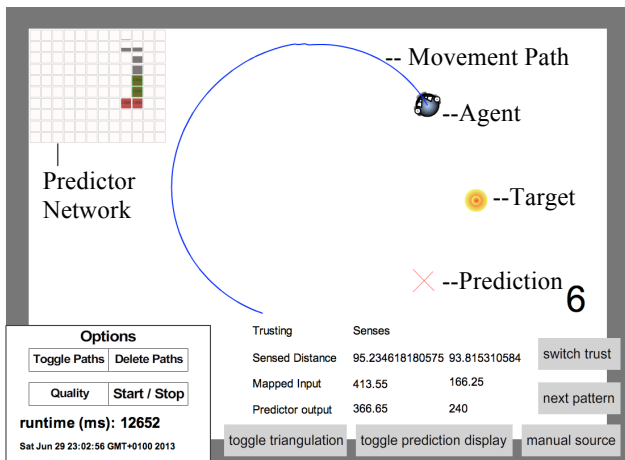 -- Movement Path
--Agent
Predictor
Network
--Target
--Prediction
6
Options
Toggle Paths Delete Paths
Quality Start / Stop
runtime (ms): 12652
Sat Jun 29 23:02:56 GMT+0100 2013
Trusting Senses
Sensed Distance 95.234618180575 93.815310584
Mapped Input 413.55 166.25
Predictor output 366.65 240
switch trust
next pattern
toggle triangulation toggle prediction display manual source